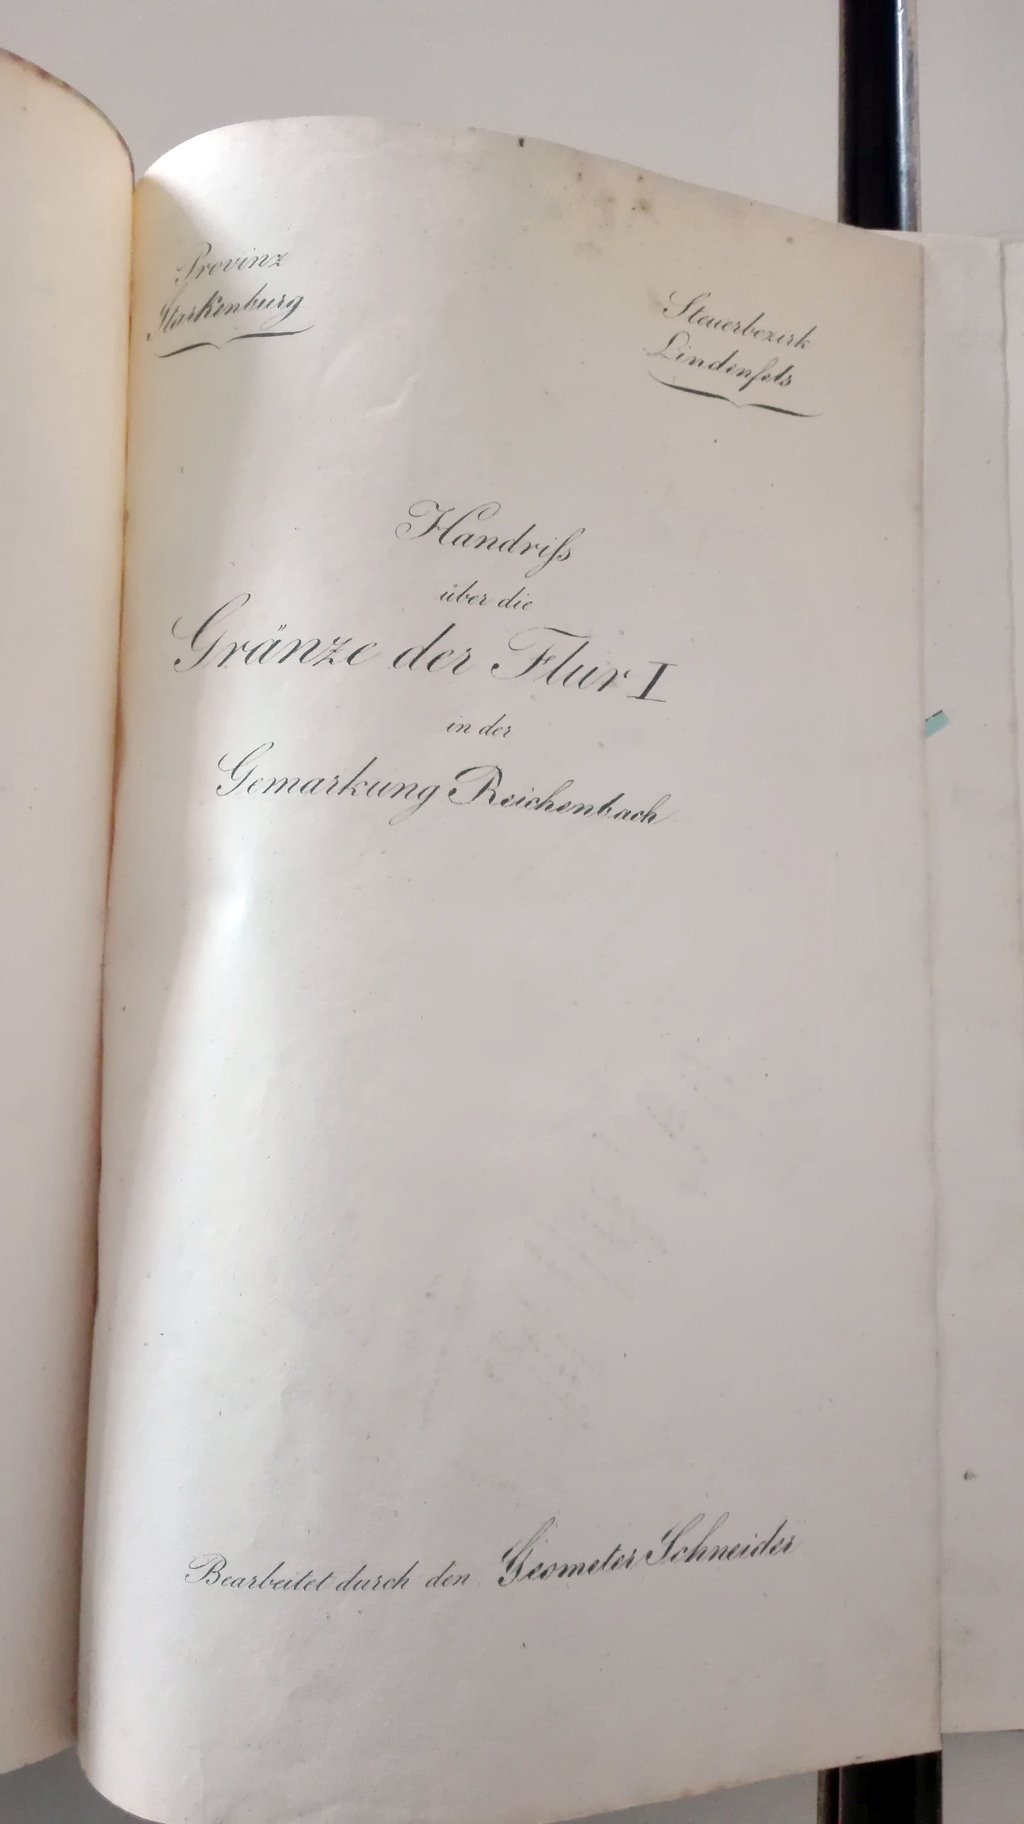 Provinz
Starkenburg
Steuerbezirk
Lindenfels
Handriſs
über die
Gränze der Flur I
in der
Gemarkung Reichenbach
Bearbeitet durch den Geometer Schneider